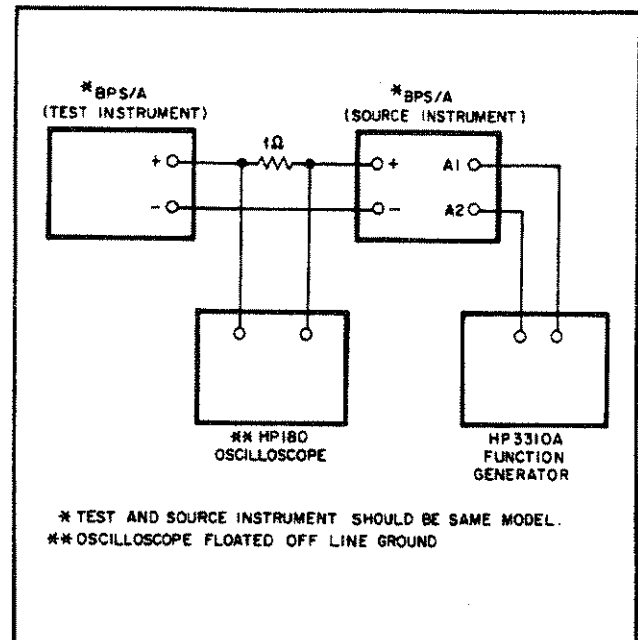 *BPS/A
(TEST INSTRUMENT)
*BPS/A
(SOURCE INSTRUMENT)
1Ω
+
+
A1
-
-
A2
** HP180
OSCILLOSCOPE
HP3310A
FUNCTION
GENERATOR
* TEST AND SOURCE INSTRUMENT SHOULD BE SAME MODEL.
** OSCILLOSCOPE FLOATED OFF LINE GROUND